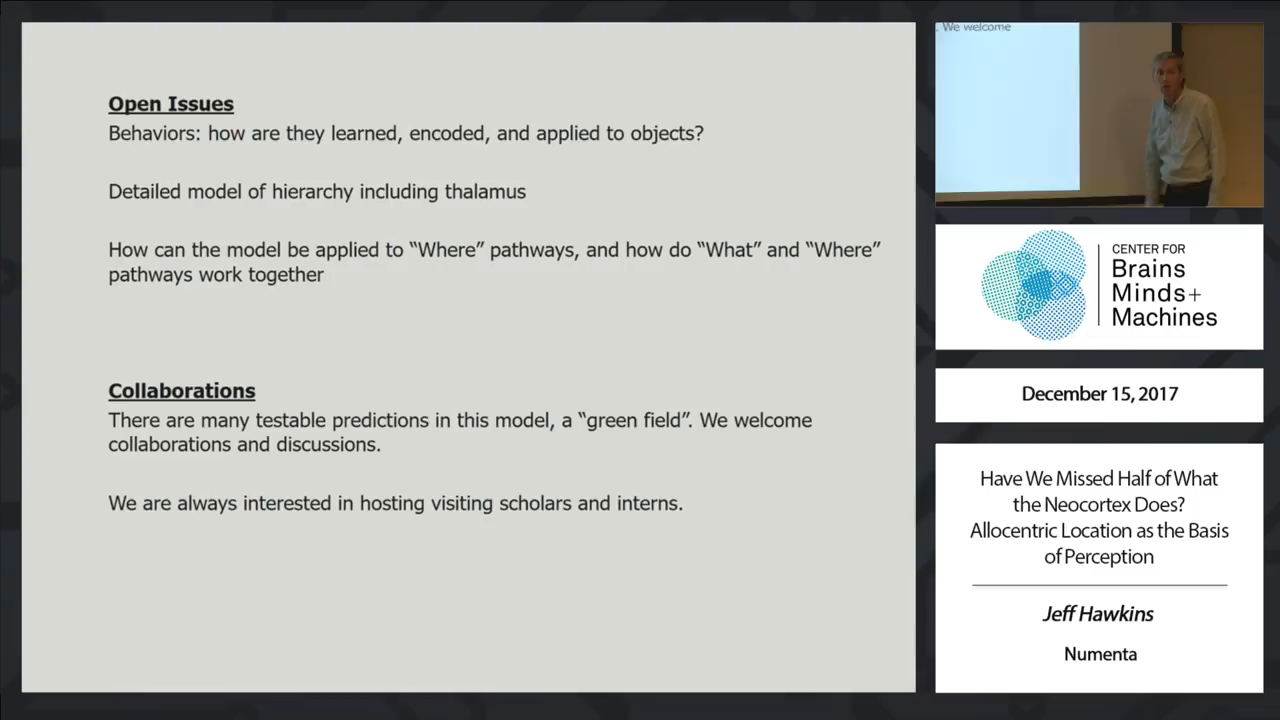 Open Issues
Behaviors: how are they learned, encoded, and applied to objects?
Detailed model of hierarchy including thalamus
How can the model be applied to “Where” pathways, and how do “What” and “Where”
pathways work together
Collaborations
There are many testable predictions in this model, a “green field”. We welcome
collaborations and discussions.
We are always interested in hosting visiting scholars and interns.
. We welcome
CENTER FOR
Brains
Minds+
Machines
December 15, 2017
Have We Missed Half of What
the Neocortex Does?
Allocentric Location as the Basis
of Perception
Jeff Hawkins
Numenta